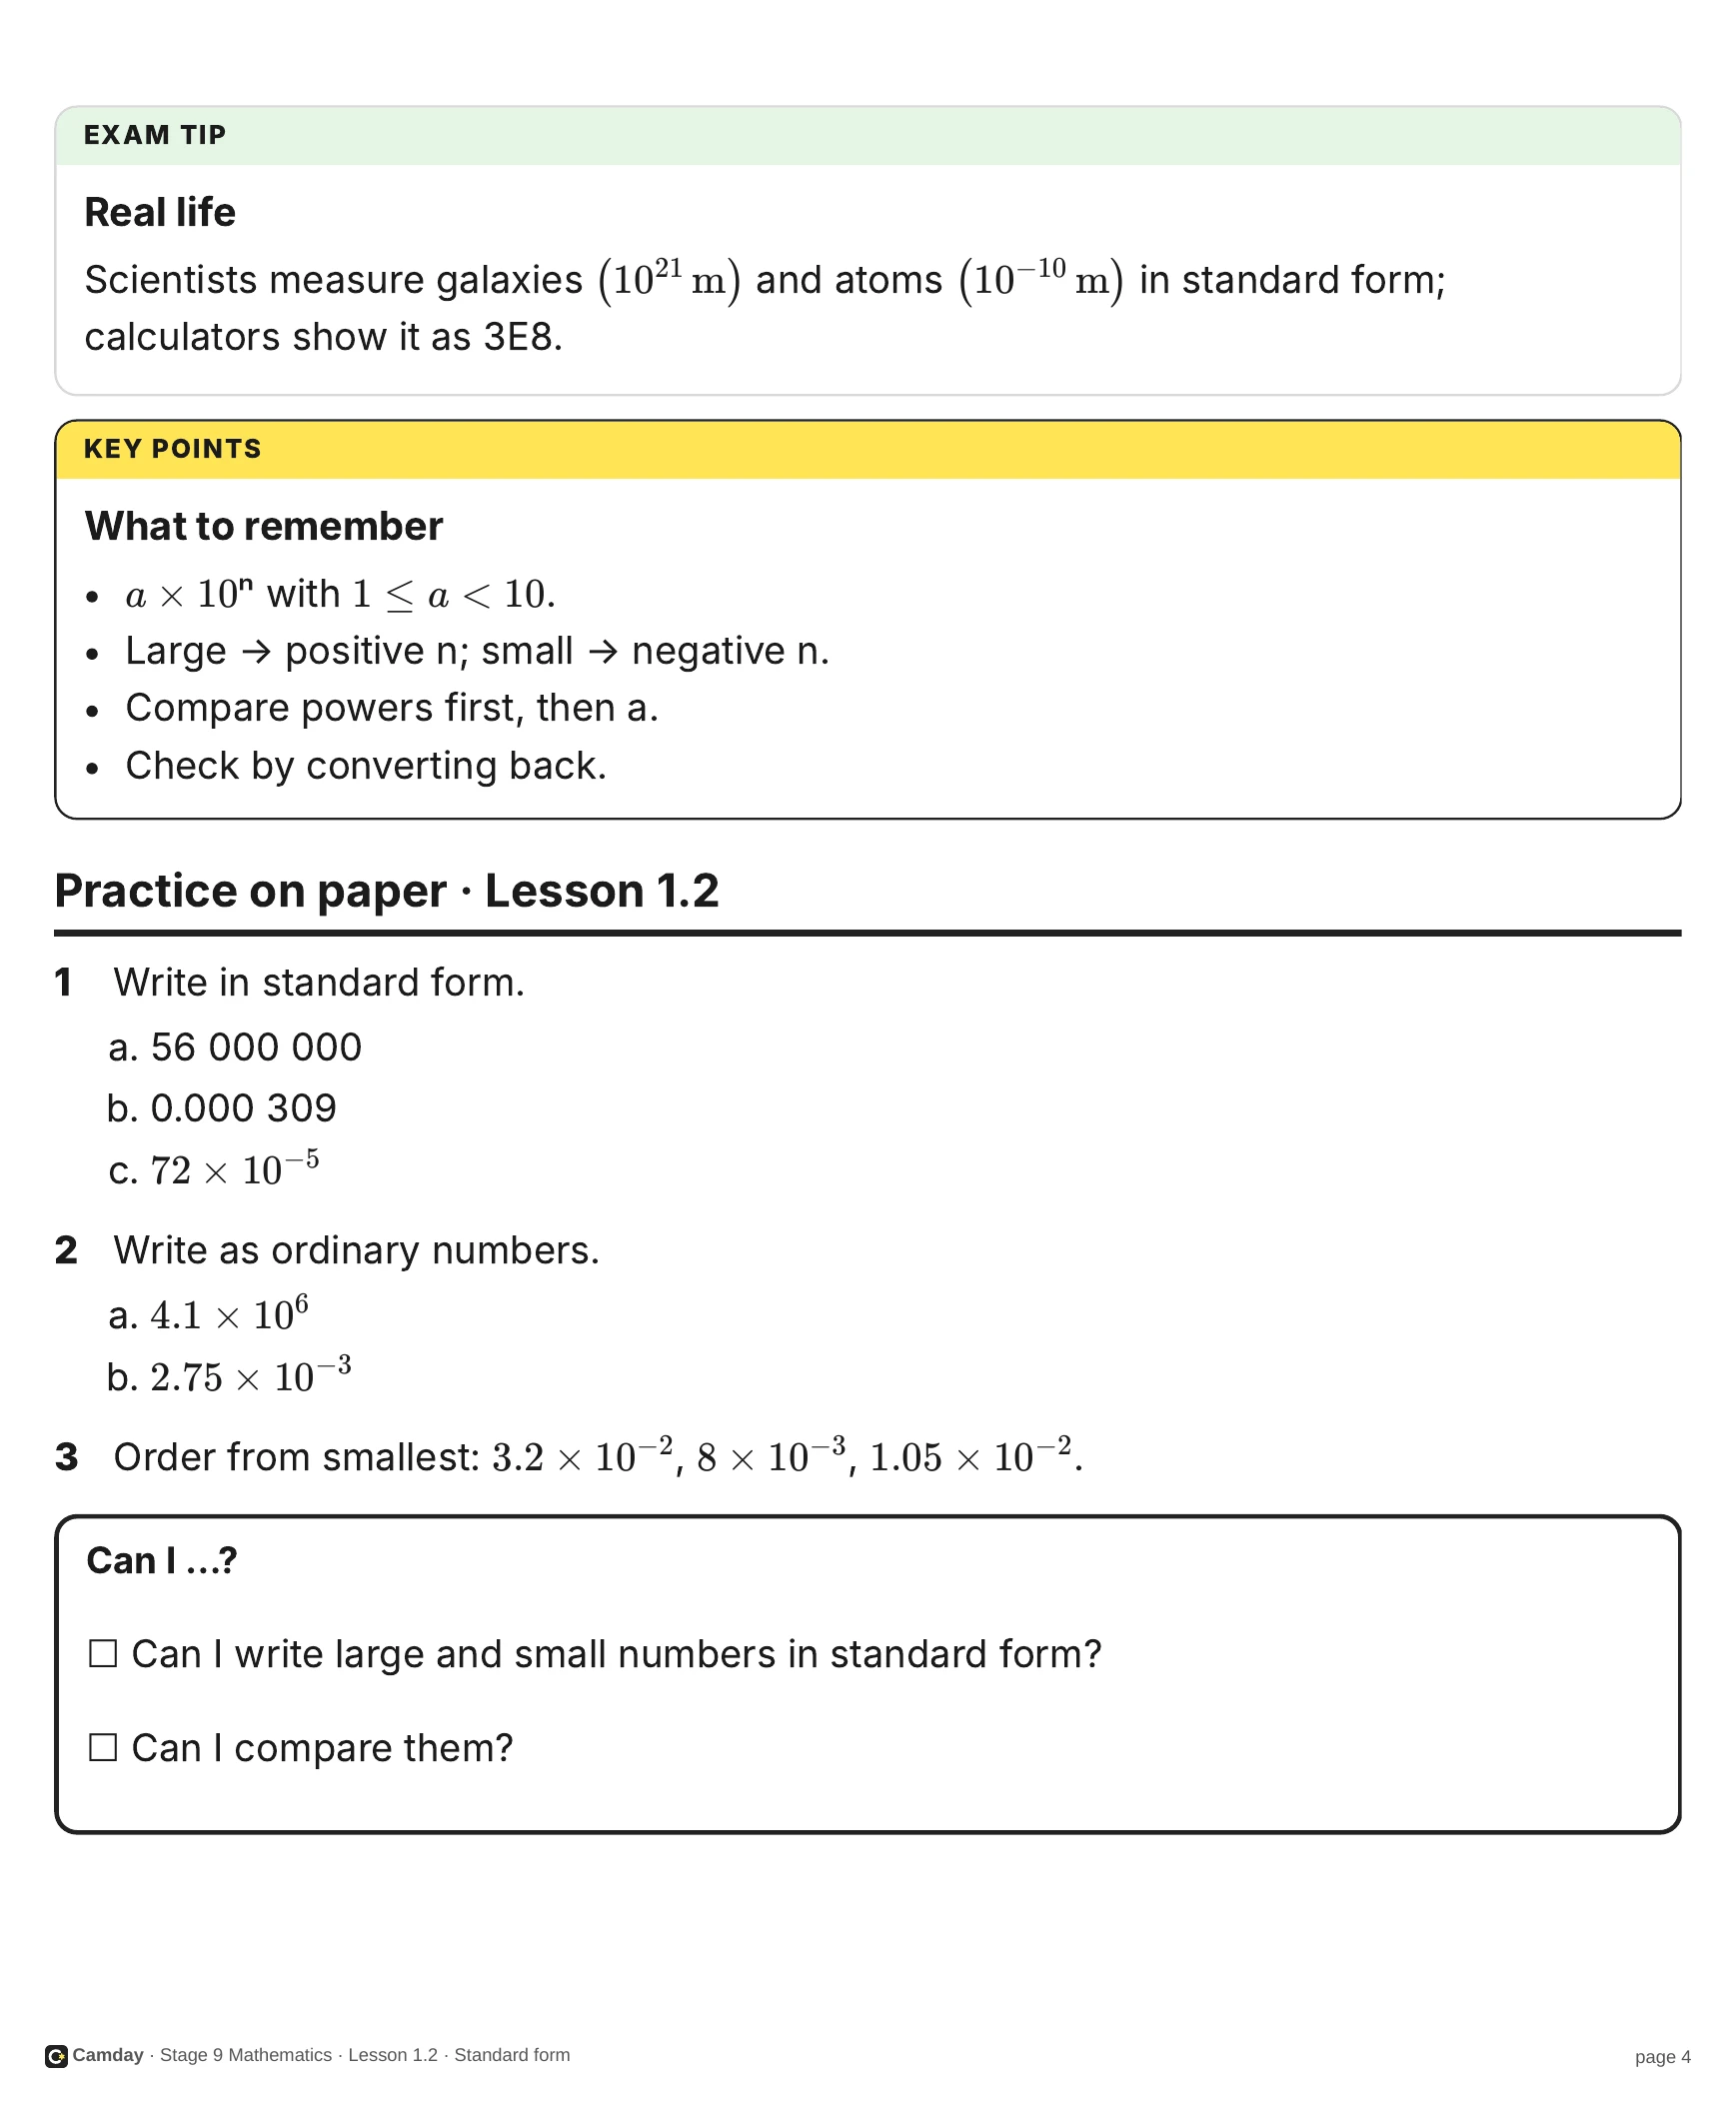 EXAM TIP
Real life
Scientists measure galaxies (10²¹ m) and atoms (10⁻¹⁰ m) in standard form;
calculators show it as 3E8.
KEY POINTS
What to remember
• a × 10ⁿ with 1 ≤ a < 10.
• Large → positive n; small → negative n.
• Compare powers first, then a.
• Check by converting back.
Practice on paper · Lesson 1.2
1 Write in standard form.
a. 56 000 000
b. 0.000 309
c. 72 × 10⁻⁵
2 Write as ordinary numbers.
a. 4.1 × 10⁶
b. 2.75 × 10⁻³
3 Order from smallest: 3.2 × 10⁻², 8 × 10⁻³, 1.05 × 10⁻².
Can I …?
☐ Can I write large and small numbers in standard form?
☐ Can I compare them?
Camday · Stage 9 Mathematics · Lesson 1.2 · Standard form
page 4